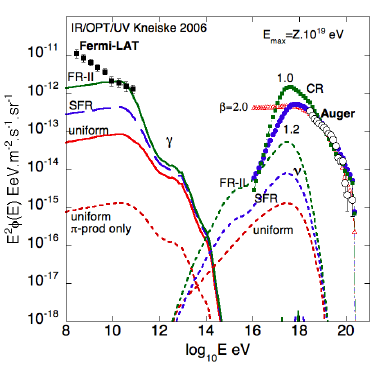 IR/OPT/UV Kneiske 2006
E_max=Z.10^19 eV
Fermi-LAT
FR-II
SFR
uniform
γ
1.0
CR
β=2.0
Auger
1.2
FR-II
ν
SFR
uniform
uniform
π-prod only
E^2φ(E) EeV.m^-2.s^-1.sr^-1
10^-11
10^-12
10^-13
10^-14
10^-15
10^-16
10^-17
10^-18
8 10 12 14 16 18 20
log_10E eV